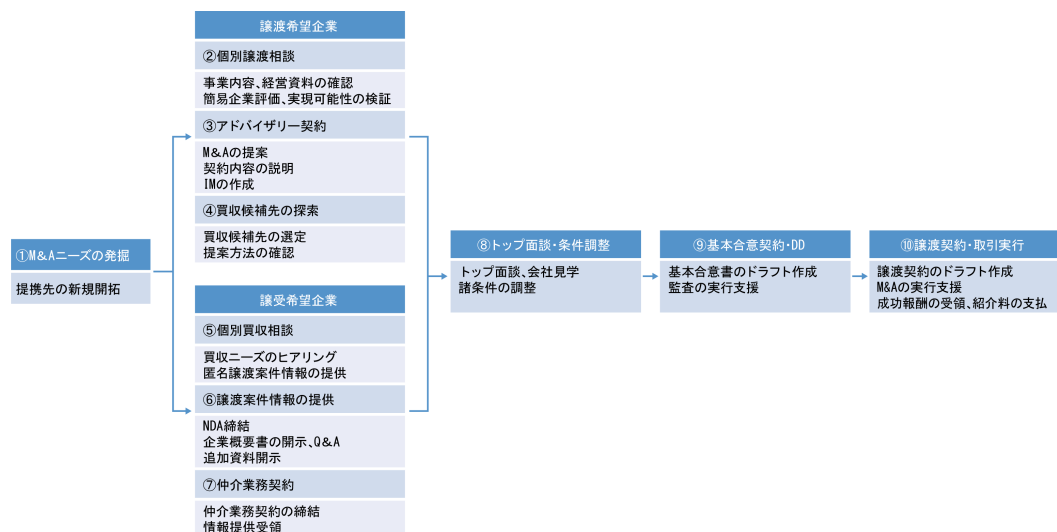 ①M&Aニーズの発掘
提携先の新規開拓
譲渡希望企業
②個別譲渡相談
事業内容、経営資料の確認
簡易企業評価、実現可能性の検証
③アドバイザリー契約
M&Aの提案
契約内容の説明
IMの作成
④買収候補先の探索
買収候補先の選定
提案方法の確認
譲受希望企業
⑤個別買収相談
買収ニーズのヒアリング
匿名譲渡案件情報の提供
⑥譲渡案件情報の提供
NDA締結
企業概要書の開示、Q&A
追加資料開示
⑦仲介業務契約
仲介業務契約の締結
情報提供受領
⑧トップ面談・条件調整
トップ面談、会社見学
諸条件の調整
⑨基本合意契約・DD
基本合意書のドラフト作成
監査の実行支援
⑩譲渡契約・取引実行
譲渡契約のドラフト作成
M&Aの実行支援
成功報酬の受領、紹介料の支払